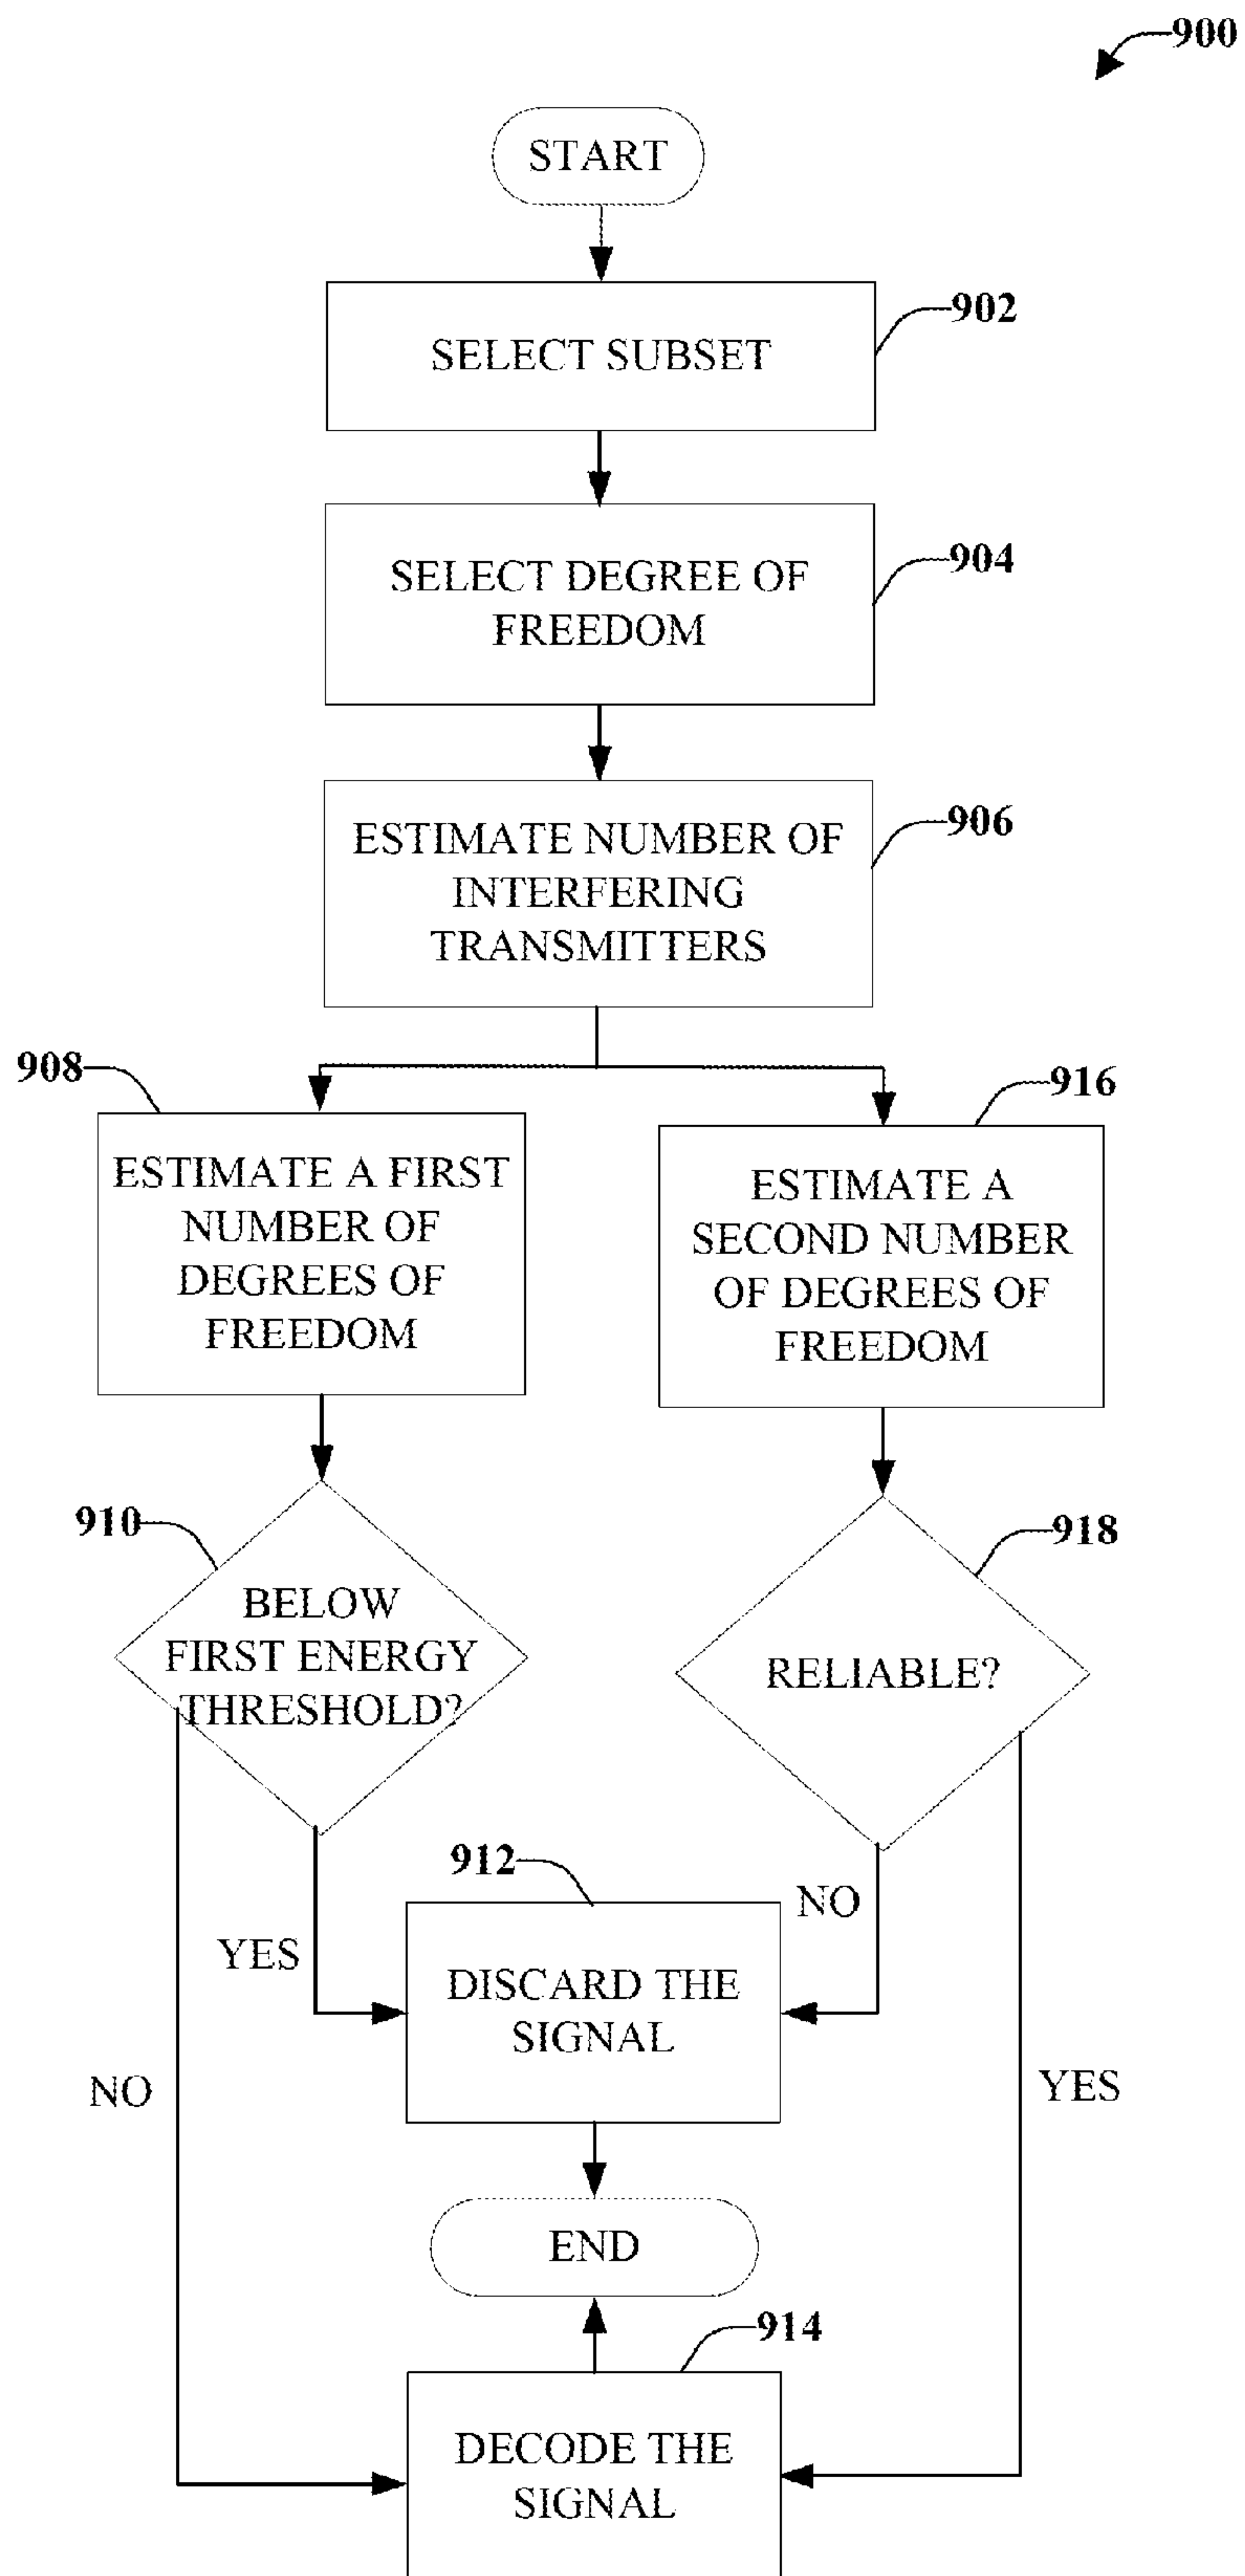 900
START
902
SELECT SUBSET
904
SELECT DEGREE OF
FREEDOM
906
ESTIMATE NUMBER OF
INTERFERING
TRANSMITTERS
908
ESTIMATE A FIRST
NUMBER OF
DEGREES OF
FREEDOM
916
ESTIMATE A
SECOND NUMBER
OF DEGREES OF
FREEDOM
910
BELOW
FIRST ENERGY
THRESHOLD?
918
RELIABLE?
912
NO
YES
DISCARD THE
SIGNAL
NO
YES
END
914
DECODE THE
SIGNAL